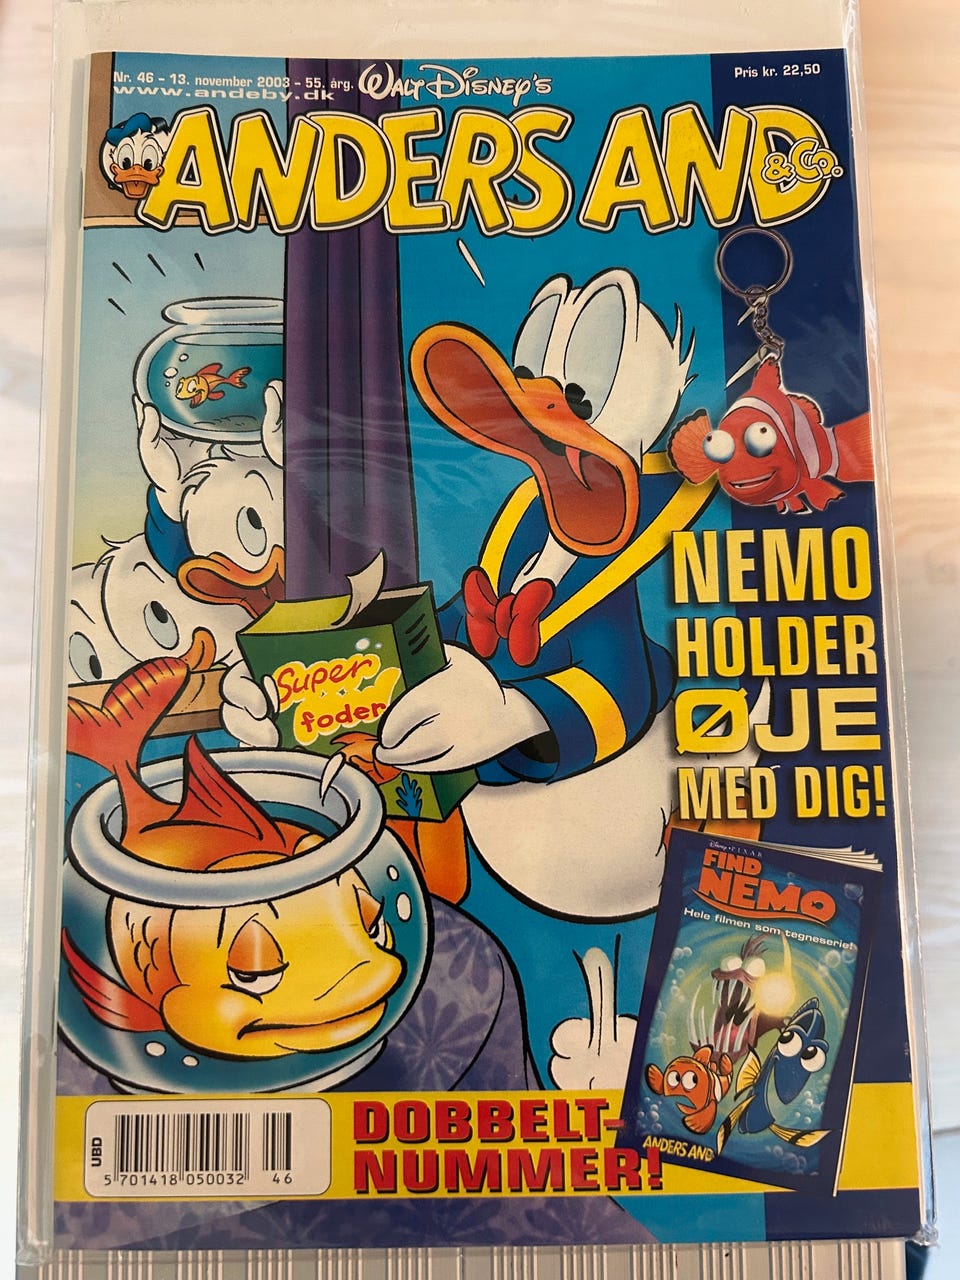 Nr. 46 - 13. november 2003 - 55. årg.
www.andeby.dk
WALT DISNEY'S
Pris kr. 22,50
ANDERS AND
& Co.
Super
foder
NEMO
HOLDER
ØJE
MED DIG!
Disney • PIXAR
FIND
NEMO
Hele filmen som tegneserie!
ANDERS AND
DOBBELT-
NUMMER!
UBD
5 701418 050032
46